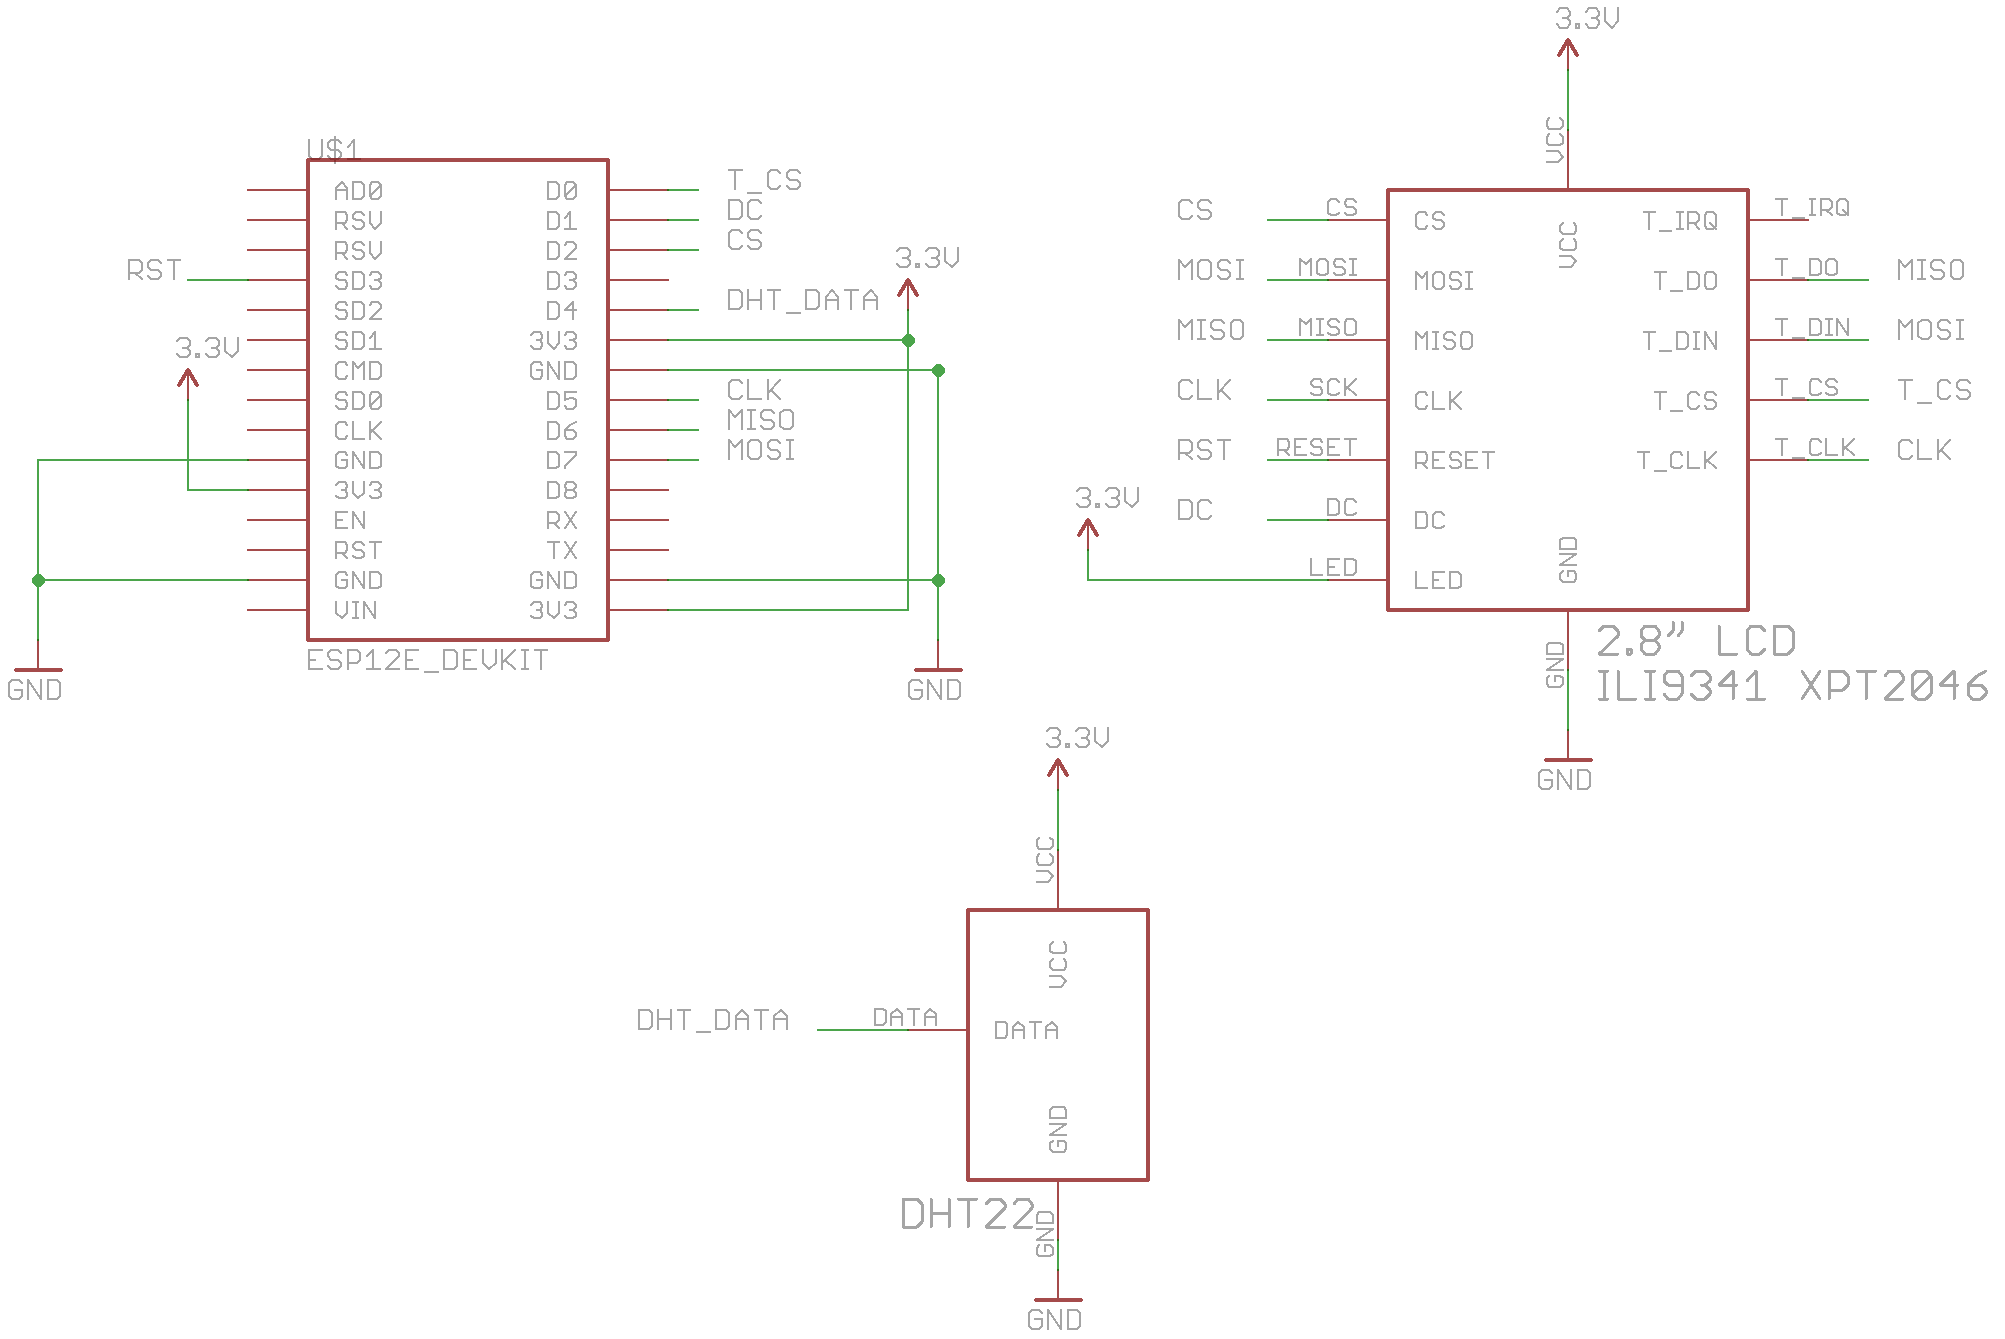 U$1
AD0
RSV
RSV
RST
SD3
SD2
SD1
3.3V
CMD
SD0
CLK
GND
3V3
EN
RST
GND
VIN
GND
D0
T_CS
D1
DC
D2
CS
D3
D4
DHT_DATA
3V3
3.3V
GND
D5
CLK
D6
MISO
D7
MOSI
D8
RX
TX
GND
3V3
GND
ESP12E_DEVKIT
3.3V
VCC
VCC
CS
CS
CS
MOSI
MOSI
MOSI
MISO
MISO
MISO
CLK
SCK
CLK
RST
RESET
RESET
DC
DC
DC
3.3V
LED
LED
T_IRQ
T_IRQ
T_DO
T_DO
MISO
T_DIN
T_DIN
MOSI
T_CS
T_CS
T_CS
T_CLK
T_CLK
CLK
GND
GND
GND
2.8" LCD
ILI9341 XPT2046
3.3V
VCC
VCC
DHT_DATA
DATA
DATA
GND
DHT22
GND
GND